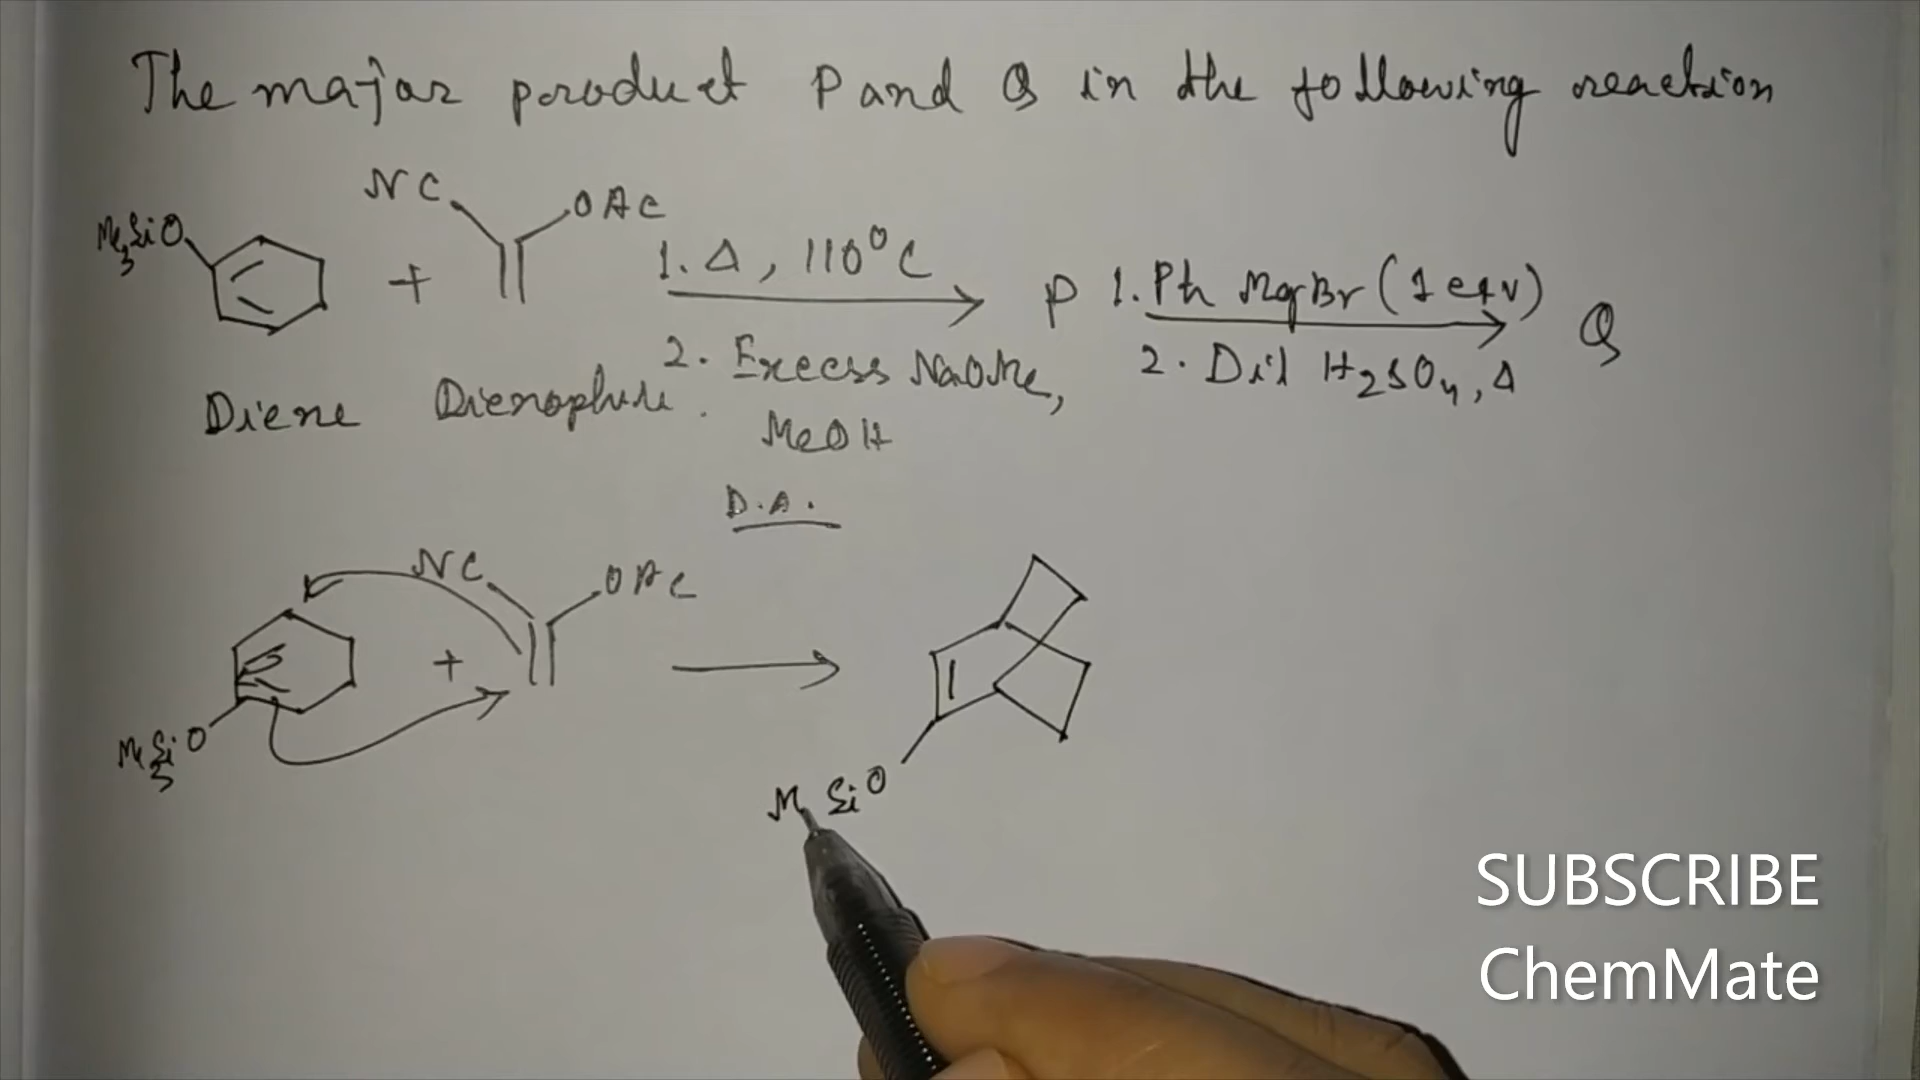 The major product P and Q in the following reaction
NC
OAC
Me3SiO
+
1. Δ, 110°C
2. Excess NaOMe,
MeOH
P
1. Ph MgBr (1 eqv)
2. Dil H2SO4, Δ
Q
Diene
Dienophile.
D.A.
NC
OAC
+
Me3SiO
M SiO
SUBSCRIBE
ChemMate